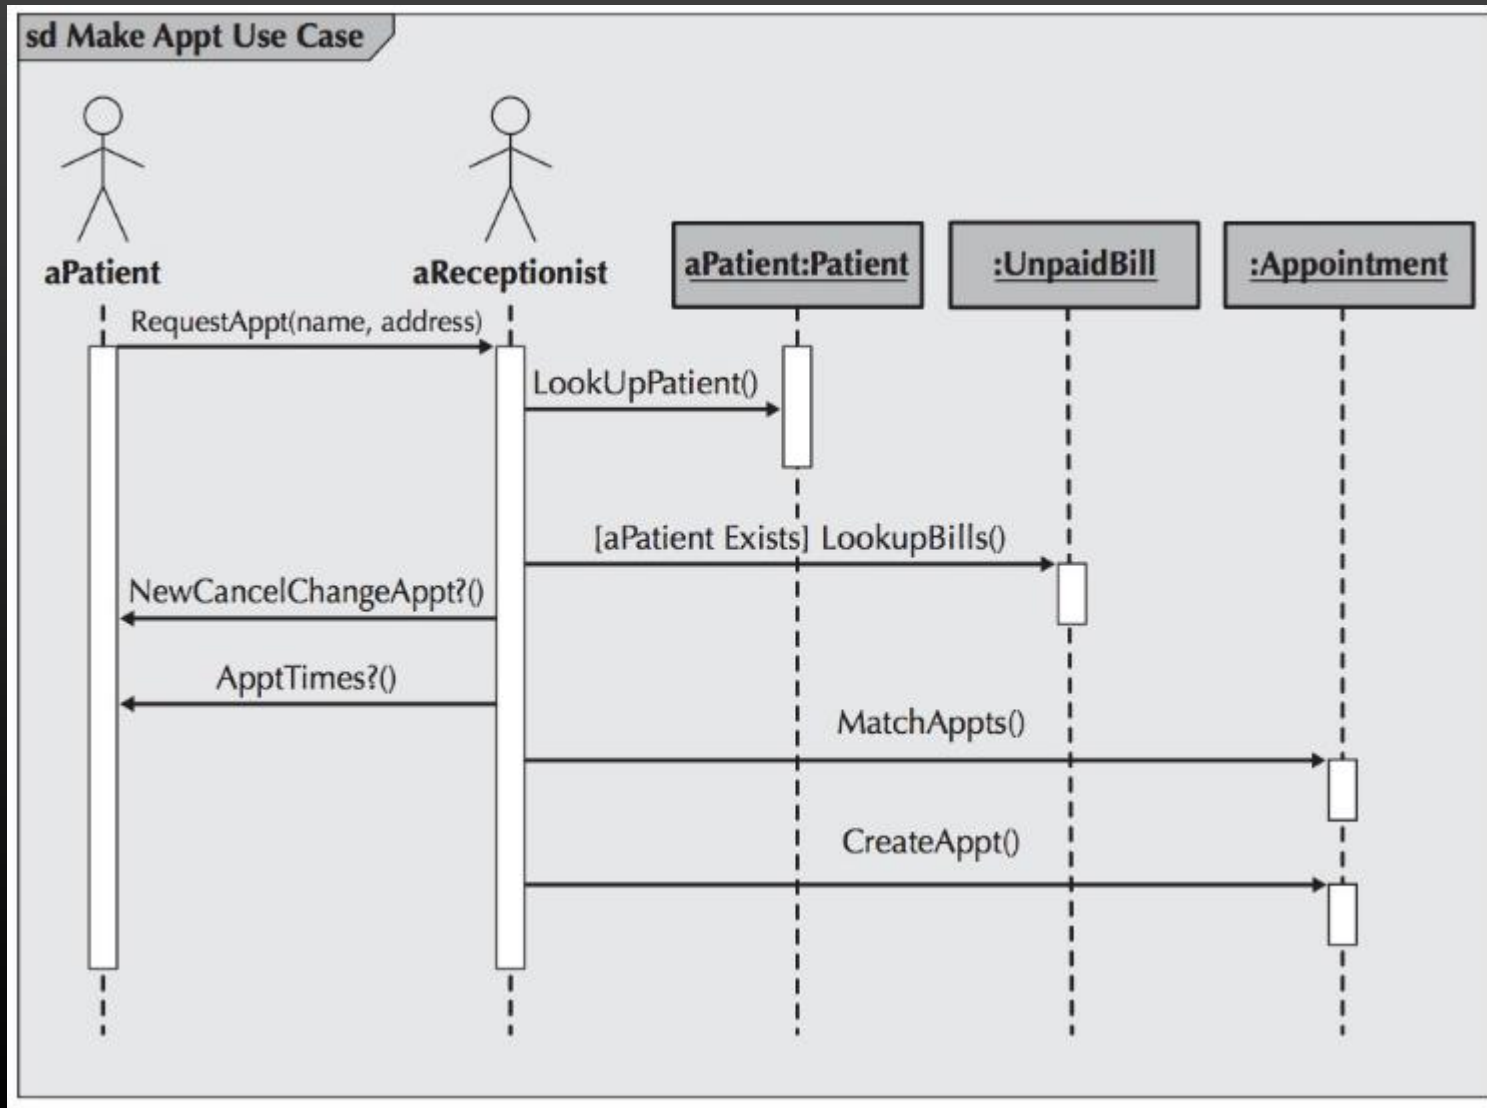 sd Make Appt Use Case
aPatient
aReceptionist
aPatient:Patient
:UnpaidBill
:Appointment
RequestAppt(name, address)
LookUpPatient()
[aPatient Exists] LookupBills()
NewCancelChangeAppt?()
ApptTimes?()
MatchAppts()
CreateAppt()